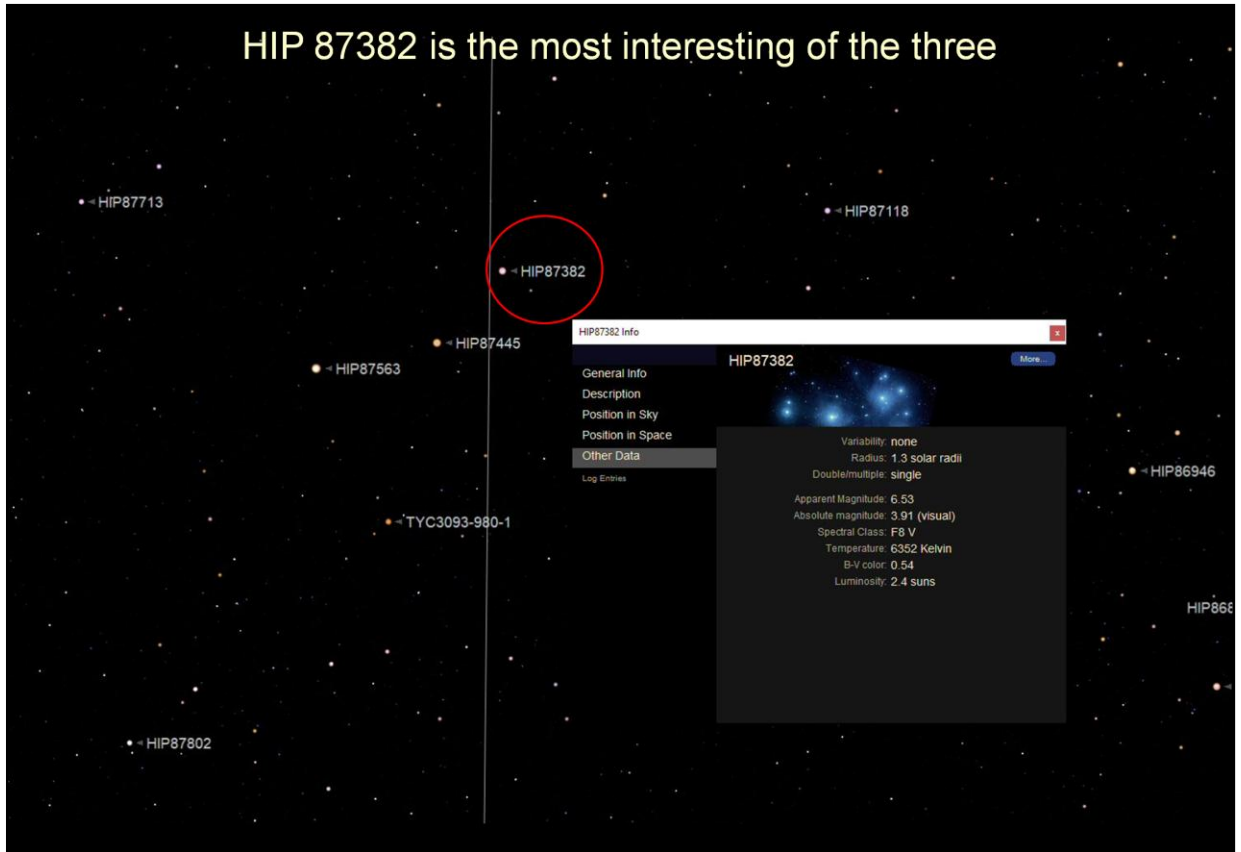 HIP 87382 is the most interesting of the three
HIP87713
HIP87118
HIP87382
HIP87445
HIP87563
HIP87382 Info
x
HIP87382
More...
General Info
Description
Position in Sky
Position in Space
Other Data
Log Entries
Variability: none
Radius: 1.3 solar radii
Double/multiple: single
Apparent Magnitude: 6.53
Absolute magnitude: 3.91 (visual)
Spectral Class: F8 V
Temperature: 6352 Kelvin
B-V color: 0.54
Luminosity: 2.4 suns
HIP86946
TYC3093-980-1
HIP868
HIP87802